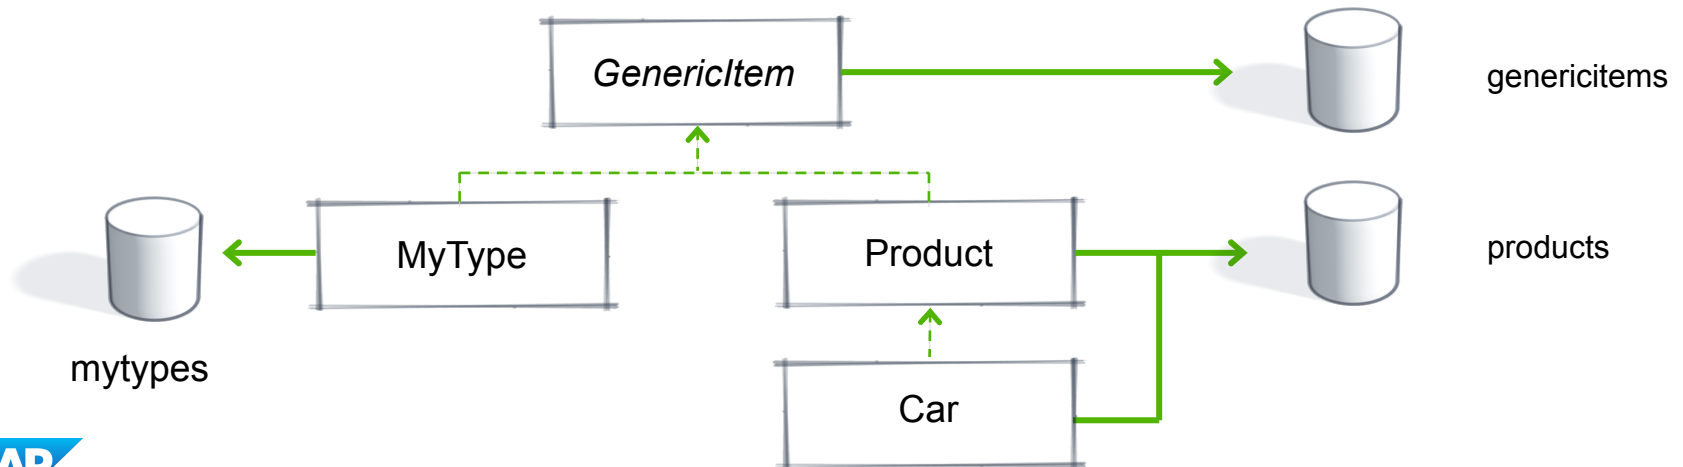 GenericItem
genericitems
MyType
Product
products
mytypes
Car